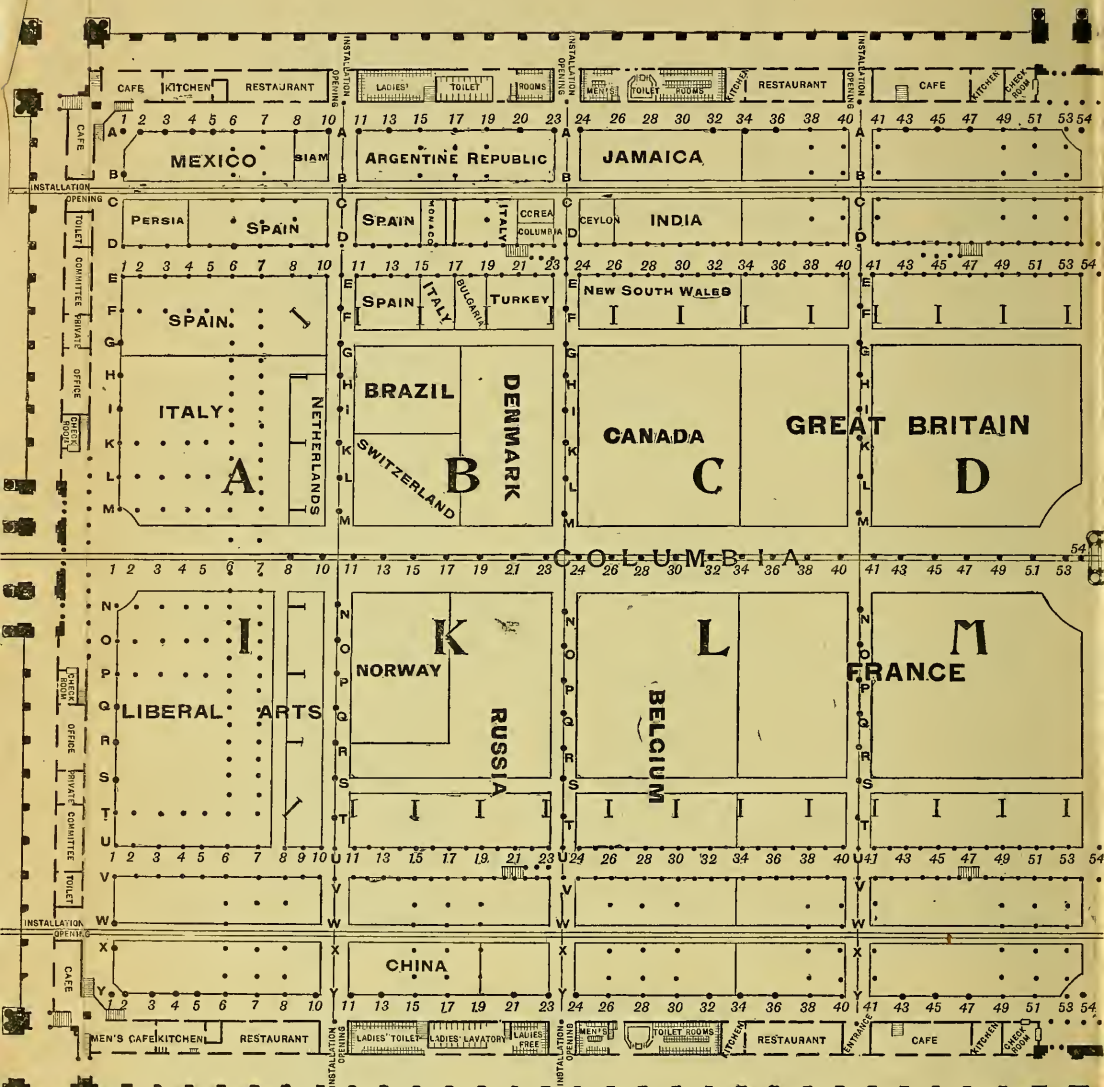 INSTALLATION
OPENING
INSTALLATION
OPENING
INSTALLATION
OPENING
CAFE KITCHEN RESTAURANT LADIES' TOILET ROOMS MEN'S TOILET ROOMS KITCHEN RESTAURANT CAFE KITCHEN CHECK ROOM
CAFE
1 2 3 4 5 6 7 8 10 11 13 15 17 19 20 23 24 26 28 30 32 34 36 38 40 41 43 45 47 49 51 53 54
A A A A
MEXICO SIAM ARGENTINE REPUBLIC JAMAICA
B B B B
INSTALLATION
OPENING
C C C C
PERSIA SPAIN SPAIN MONACO ITALY COREA COLUMBIA CEYLON INDIA
D D D D
TOILET
COMMITTEE
PRIVATE
OFFICE
CHECK ROOM
1 2 3 4 5 6 7 8 10 11 13 15 17 19 21 23 24 26 28 30 32 34 36 38 40 41 43 45 47 49 51 53 54
E E E E
SPAIN SPAIN ITALY BULGARIA TURKEY NEW SOUTH WALES
F F F F
G G G G
H H H H
BRAZIL DENMARK
I I I I
ITALY NETHERLANDS CANADA GREAT BRITAIN
K K K K
SWITZERLAND
A B C D
L L L L
M M M M
COLUMBIA
54
1 2 3 4 5 6 7 8 10 11 13 15 17 19 21 23 24 26 28 30 32 34 36 38 40 41 43 45 47 49 51 53
N N N N
I K L M
O O O O
NORWAY FRANCE
P P P P
CHECK ROOM
LIBERAL ARTS RUSSIA BELGIUM
Q Q Q Q
OFFICE
R R R R
S S S S
PRIVATE
T T T T
COMMITTEE
U U U U
1 2 3 4 5 6 7 8 9 10 11 13 15 17 19 21 23 24 26 28 30 32 34 36 38 40 41 43 45 47 49 51 53 54
TOILET
V V V V
W W W W
INSTALLATION
OPENING
X X X X
CHINA
CAFE
Y Y Y Y
1 2 3 4 5 6 7 8 10 11 13 15 17 19 21 23 24 26 28 30 32 34 36 38 40 41 43 45 47 49 51 53 54
MEN'S CAFE KITCHEN RESTAURANT LADIES' TOILET LADIES' LAVATORY LADIES FREE MEN'S TOILET ROOMS KITCHEN RESTAURANT ENTRANCE CAFE KITCHEN CHECK ROOM
INSTALLATION
OPENING
INSTALLATION
OPENING